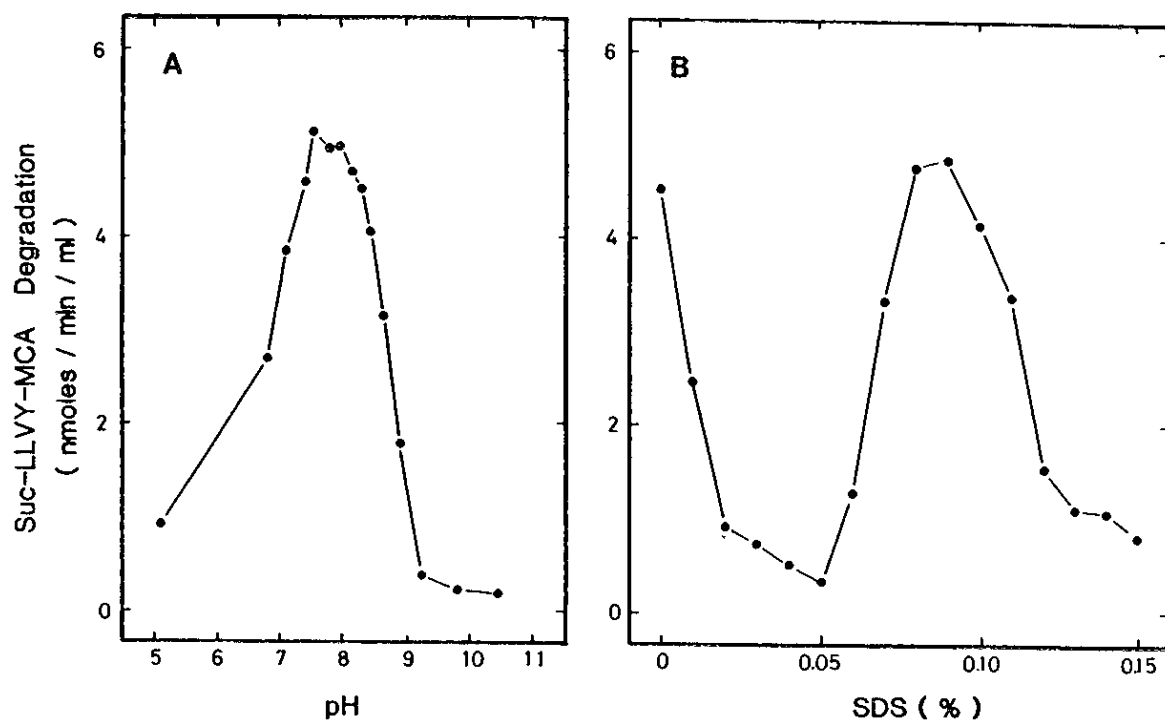 Suc-LLVY-MCA Degradation
( nmoles / min / ml )
A
6
4
2
0
5 6 7 8 9 10 11
pH
B
6
4
2
0
0 0.05 0.10 0.15
SDS ( % )